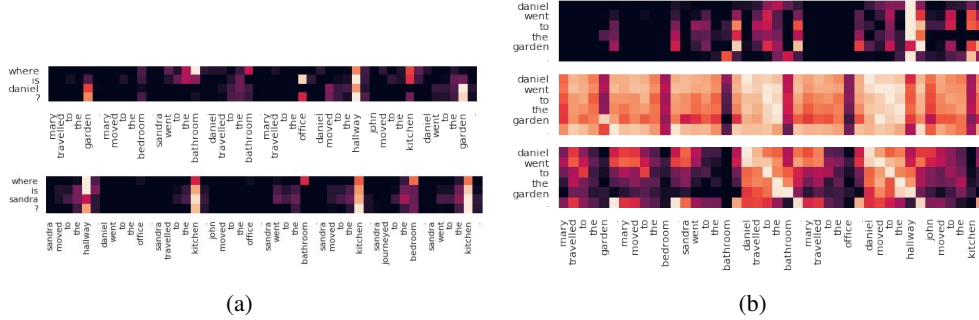 where
is
daniel
?
mary travelled to the garden . mary moved to the bedroom . sandra went to the bathroom . daniel travelled to the bathroom . mary travelled to the office . daniel moved to the hallway . john moved to the kitchen . daniel went to the garden .
where
is
sandra
?
sandra moved to the hallway . daniel went to the office . sandra travelled to the kitchen . john moved to the office . sandra went to the bathroom . sandra moved to the kitchen . sandra journeyed to the bedroom . sandra went to the kitchen .
(a)
daniel
went
to
the
garden
.
daniel
went
to
the
garden
.
daniel
went
to
the
garden
.
mary travelled to the garden . mary moved to the bedroom . sandra went to the bathroom . daniel travelled to the bathroom . mary travelled to the office . daniel moved to the hallway . john moved to the kitchen .
(b)